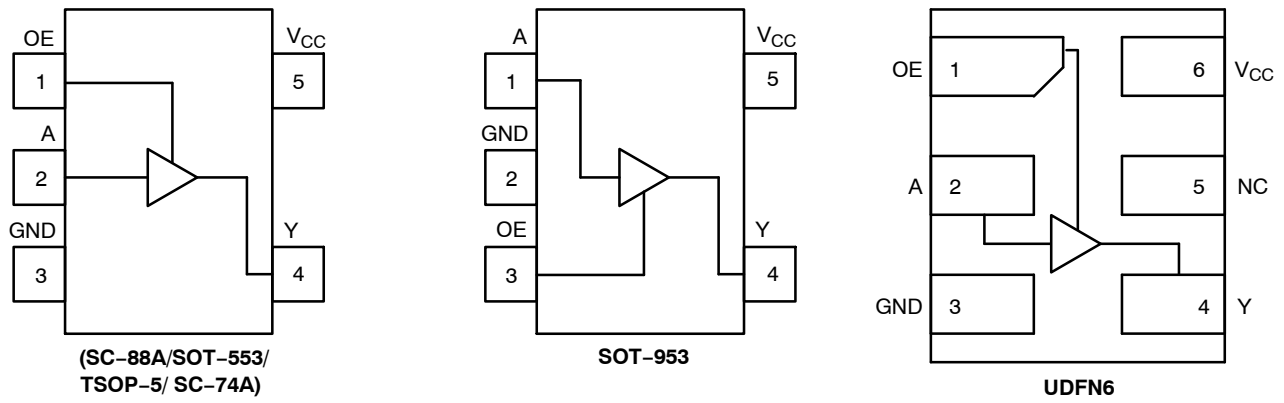 OE
1
A
2
GND
3
VCC
5
Y
4
(SC–88A/SOT–553/
TSOP–5/ SC–74A)
A
1
GND
2
OE
3
VCC
5
Y
4
SOT–953
OE 1
A 2
GND 3
6 VCC
5 NC
4 Y
UDFN6